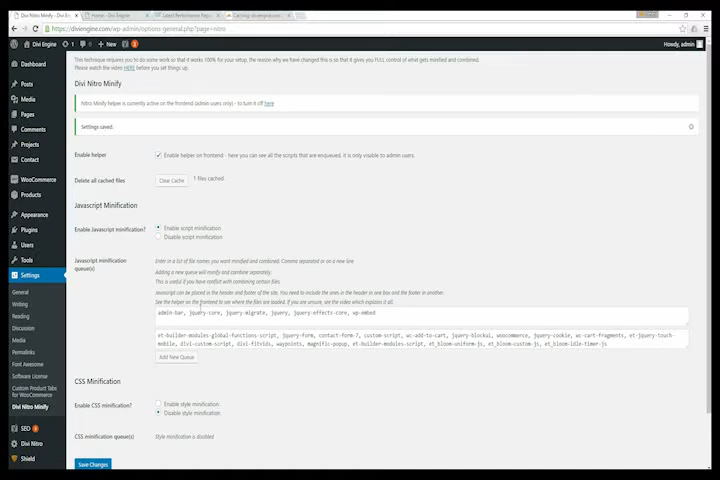 Divi Nitro Minify ‹ Divi En
Home - Divi Engine
Latest Performance Rep
https://diviengine.com/wp-admin/options-general.php?page=nitro
Divi Engine 1 0 New 3 Howdy, admin
This technique requires you to do some work so that it works 100% for your setup, the reason why we have changed this is so that it gives you FULL control of what gets minified and combined.
Please watch the video HERE before you set things up.
Divi Nitro Minify
Nitro Minify helper is currently active on the frontend (admin users only) - to turn it off here
Settings saved.
Enable helper
Enable helper on frontend - here you can see all the scripts that are enqueued, it is only visible to admin users.
Delete all cached files
Clear Cache
1 files cached.
Javascript Minification
Enable Javascript minification?
Enable script minification
Disable script minification
Javascript minification queue(s)
Enter in a list of file names you want minified and combined. Comma separated or on a new line
Adding a new queue will minify and combine separately.
This is useful if you have conflict with combining certain files
Javascript can be placed in the header and footer of the site. You need to include the ones in the header in one box and the footer in another.
See the helper on the frontend to see where the files are loaded. If you are unsure, see the video which explains it all.
admin-bar, jquery-core, jquery-migrate, jquery, jquery-effects-core, wp-embed
et-builder-modules-global-functions-script, jquery-form, contact-form-7, custom-script, wc-add-to-cart, jquery-blockui, woocommerce, jquery-cookie, wc-cart-fragments, et-jquery-touch-mobile, divi-custom-script, divi-fitvids, waypoints, magnific-popup, et-builder-modules-script, et_bloom-uniform-js, et_bloom-custom-js, et_bloom-idle-timer-js
Add New Queue
CSS Minification
Enable CSS minification?
Enable style minification
Disable style minification
CSS minification queue(s)
Style minification is disabled
Save Changes
Dashboard
Posts
Media
Pages
Comments
Projects
Contact
WooCommerce
Products
Appearance
Plugins
Users
Tools
Settings
General
Writing
Reading
Discussion
Media
Permalinks
Font Awesome
Software License
Custom Product Tabs
for WooCommerce
Divi Nitro Minify
SEO 3
Divi Nitro
Shield